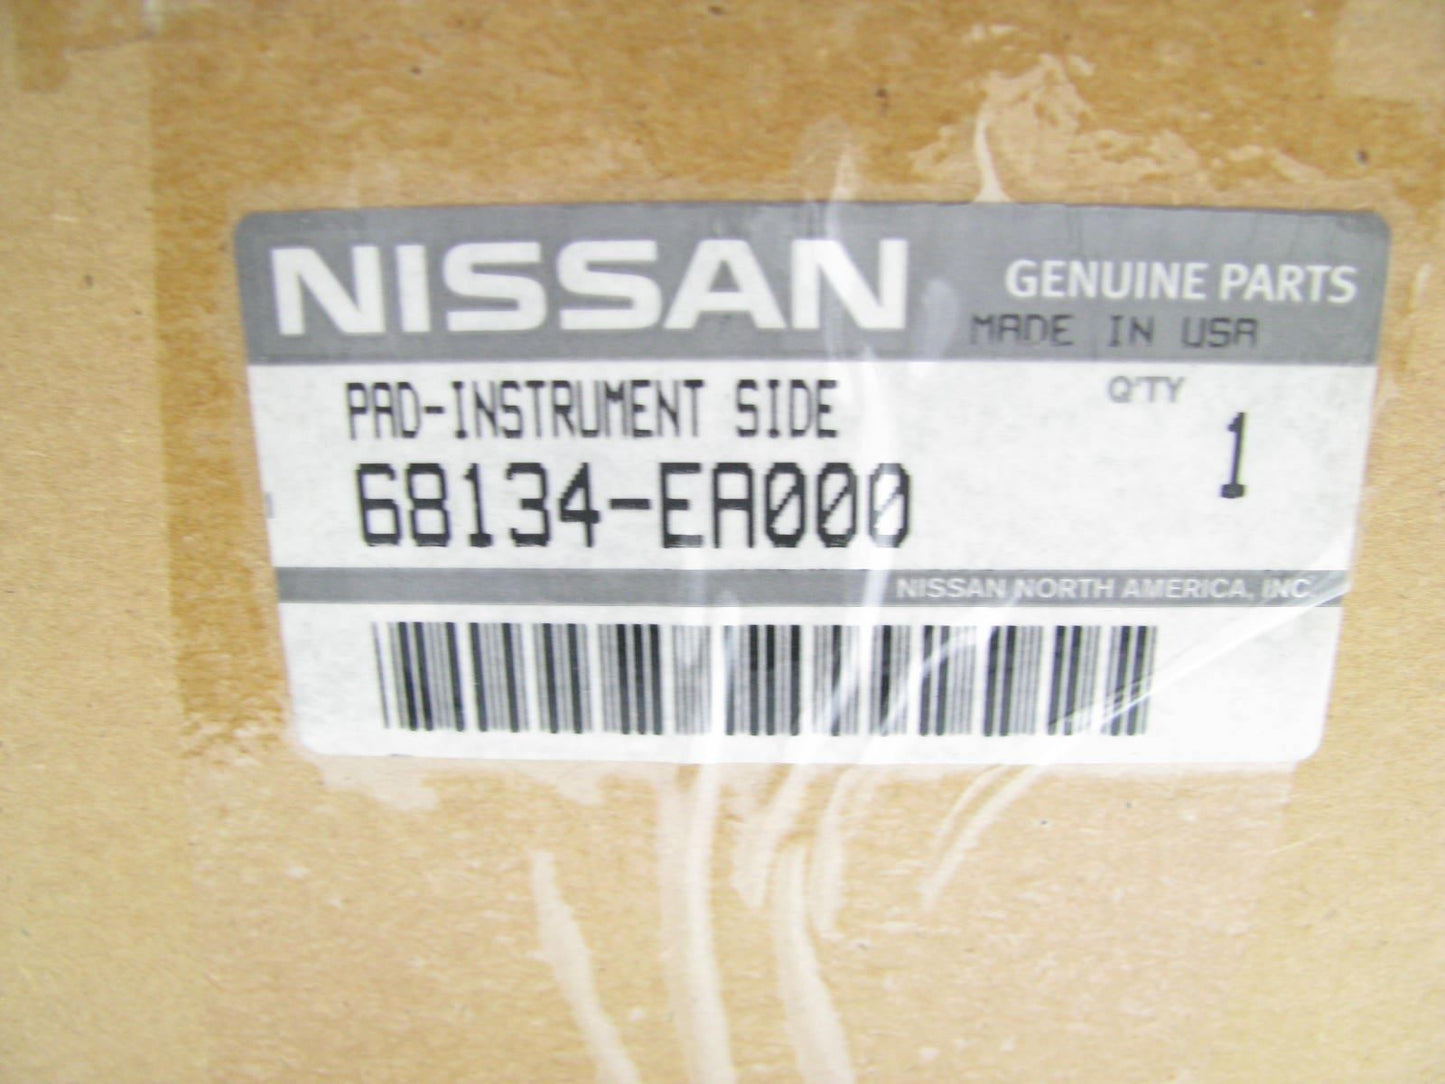 NISSAN
GENUINE PARTS
MADE IN USA
PAD-INSTRUMENT SIDE
Q'TY
1
68134-EA000
NISSAN NORTH AMERICA, INC.